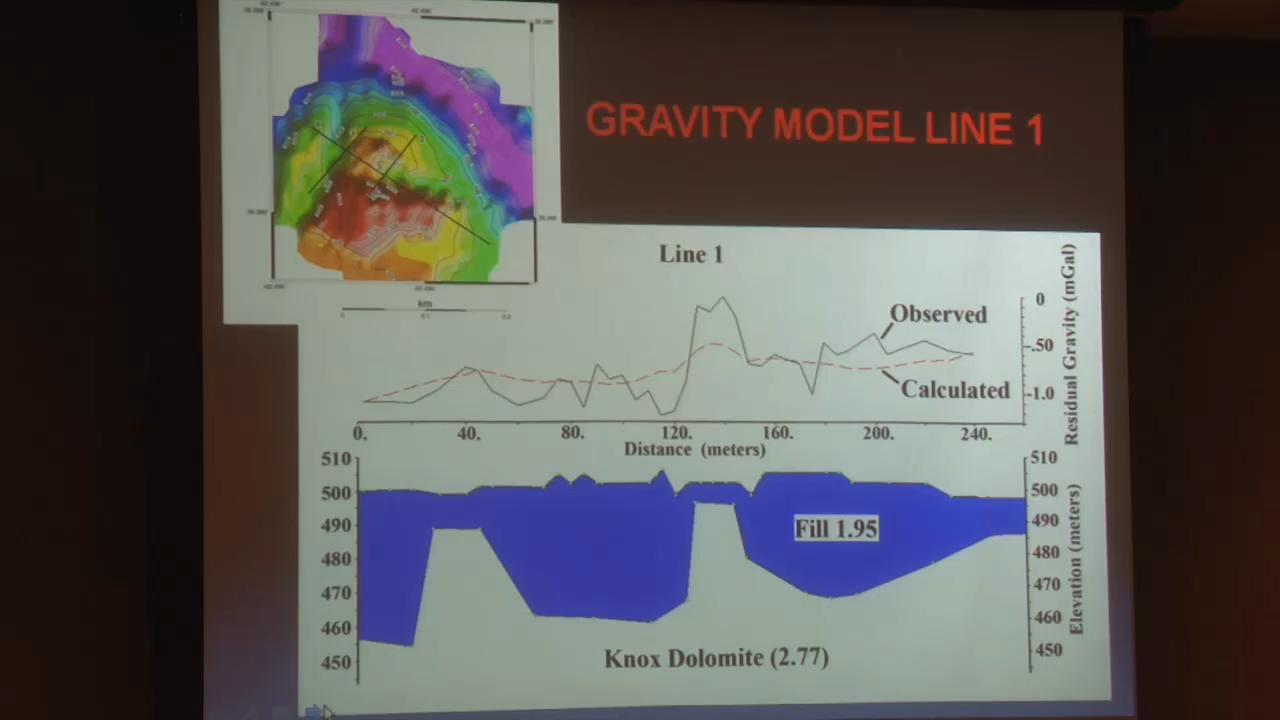 GRAVITY MODEL LINE 1
km
Line 1
Observed
Calculated
0
-.50
-1.0
Residual Gravity (mGal)
0. 40. 80. 120. 160. 200. 240.
Distance (meters)
510
500
490
480
470
460
450
510
500
490
480
470
460
450
Elevation (meters)
Fill 1.95
Knox Dolomite (2.77)